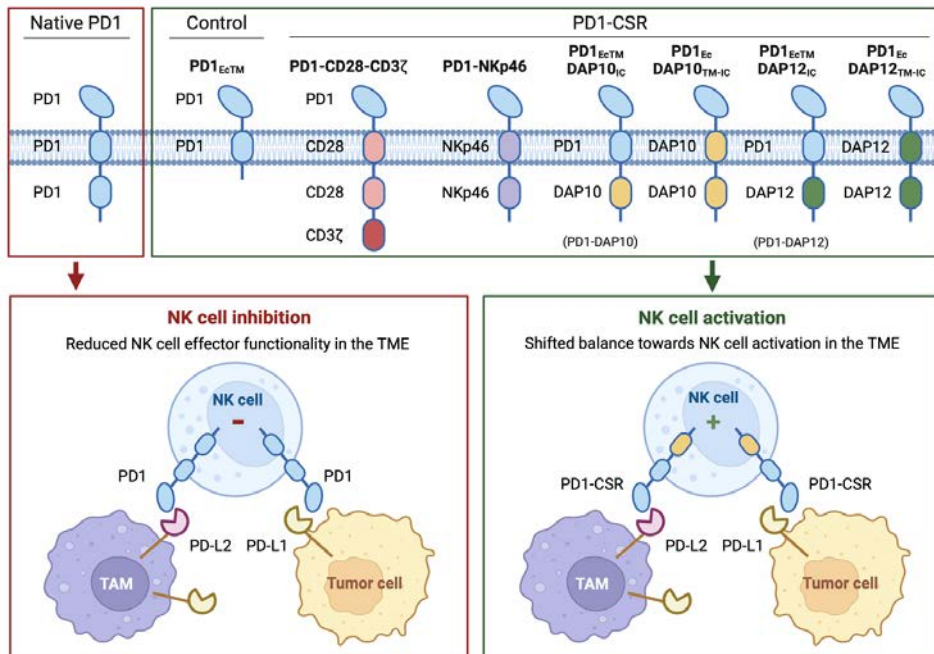 Native PD1
Control
PD1-CSR
PD1EcTM
PD1-CD28-CD3ζ
PD1-NKp46
PD1EcTM
DAP10IC
PD1Ec
DAP10TM-IC
PD1EcTM
DAP12IC
PD1Ec
DAP12TM-IC
PD1
PD1
PD1
PD1
PD1
PD1
CD28
CD28
CD3ζ
NKp46
NKp46
PD1
DAP10
(PD1-DAP10)
DAP10
DAP10
PD1
DAP12
(PD1-DAP12)
DAP12
DAP12
NK cell inhibition
Reduced NK cell effector functionality in the TME
NK cell
-
PD1
PD1
PD-L2
PD-L1
TAM
Tumor cell
NK cell activation
Shifted balance towards NK cell activation in the TME
NK cell
+
PD1-CSR
PD1-CSR
PD-L2
PD-L1
TAM
Tumor cell